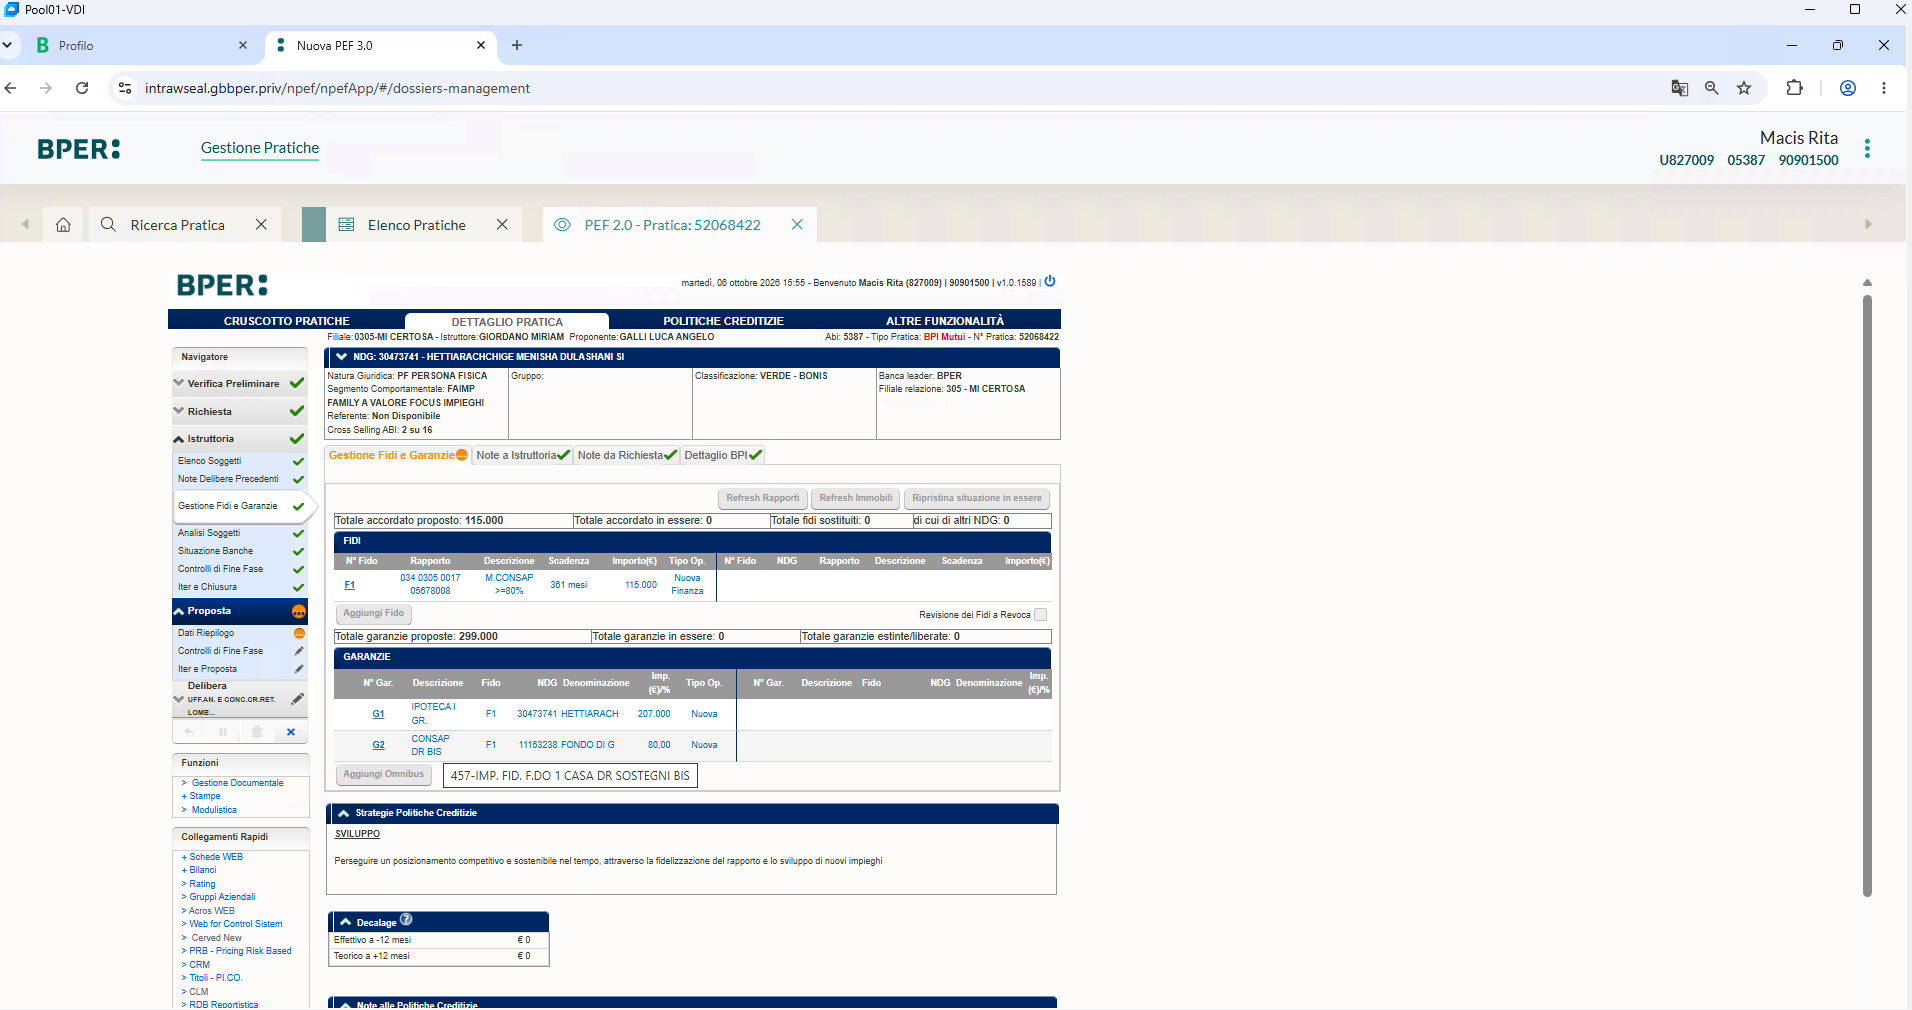 Pool01-VDI
Profilo
Nuova PEF 3.0
intrawseal.gbbper.priv/npef/npefApp/#/dossiers-management
BPER:
Gestione Pratiche
Macis Rita
U827009 05387 90901500
Ricerca Pratica
Elenco Pratiche
PEF 2.0 - Pratica: 52068422
BPER:
martedì, 06 ottobre 2026 15:55 - Benvenuto Macis Rita (827009) | 90901500 | v1.0.1589 |
CRUSCOTTO PRATICHE DETTAGLIO PRATICA POLITICHE CREDITIZIE ALTRE FUNZIONALITÀ
Filiale: 0305-MI CERTOSA - Istruttore: GIORDANO MIRIAM Proponente: GALLI LUCA ANGELO Abi: 5387 - Tipo Pratica: BPI Mutui - N° Pratica: 52068422
Navigatore
Verifica Preliminare
Richiesta
Istruttoria
Elenco Soggetti
Note Delibere Precedenti
Gestione Fidi e Garanzie
Analisi Soggetti
Situazione Banche
Controlli di Fine Fase
Iter e Chiusura
Proposta
Dati Riepilogo
Controlli di Fine Fase
Iter e Proposta
Delibera
UFF.AN. E CONC.CR.RET.
LOMB...
Funzioni
> Gestione Documentale
+ Stampe
> Modulistica
Collegamenti Rapidi
+ Schede WEB
+ Bilanci
> Rating
> Gruppi Aziendali
> Acros WEB
> Web for Control Sistem
> Cerved New
> PRB - Pricing Risk Based
> CRM
> Titoli - PI.CO.
> CLM
> RDB Reportistica
NDG: 30473741 - HETTIARACHCHIGE MENISHA DULASHANI SI
Natura Giuridica: PF PERSONA FISICA
Segmento Comportamentale: FAIMP
FAMILY A VALORE FOCUS IMPIEGHI
Referente: Non Disponibile
Cross Selling ABI: 2 su 16
Gruppo:
Classificazione: VERDE - BONIS
Banca leader: BPER
Filiale relazione: 305 - MI CERTOSA
Gestione Fidi e Garanzie Note a Istruttoria Note da Richiesta Dettaglio BPI
Refresh Rapporti Refresh Immobili Ripristina situazione in essere
Totale accordato proposto: 115.000 Totale accordato in essere: 0 Totale fidi sostituiti: 0 di cui di altri NDG: 0
FIDI
N° Fido Rapporto Descrizione Scadenza Importo(€) Tipo Op. N° Fido NDG Rapporto Descrizione Scadenza Importo(€)
F1 034 0305 0017 05678008 M.CONSAP >=80% 361 mesi 115.000 Nuova Finanza
Aggiungi Fido Revisione dei Fidi a Revoca
Totale garanzie proposte: 299.000 Totale garanzie in essere: 0 Totale garanzie estinte/liberate: 0
GARANZIE
N° Gar. Descrizione Fido NDG Denominazione Imp. (€)/% Tipo Op. N° Gar. Descrizione Fido NDG Denominazione Imp. (€)/%
G1 IPOTECA I GR. F1 30473741 HETTIARACH 207.000 Nuova
G2 CONSAP DR BIS F1 11153238 FONDO DI G 80,00 Nuova
Aggiungi Omnibus 457-IMP. FID. F.DO 1 CASA DR SOSTEGNI BIS
Strategie Politiche Creditizie
SVILUPPO
Perseguire un posizionamento competitivo e sostenibile nel tempo, attraverso la fidelizzazione del rapporto e lo sviluppo di nuovi impieghi
Decalage ?
Effettivo a -12 mesi € 0
Teorico a +12 mesi € 0
Note alle Politiche Creditizie